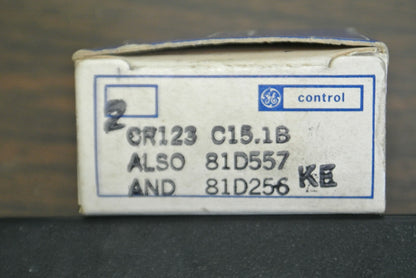 GE control
2
CR123 C15.1B
ALSO 81D557
AND 81D256 KE